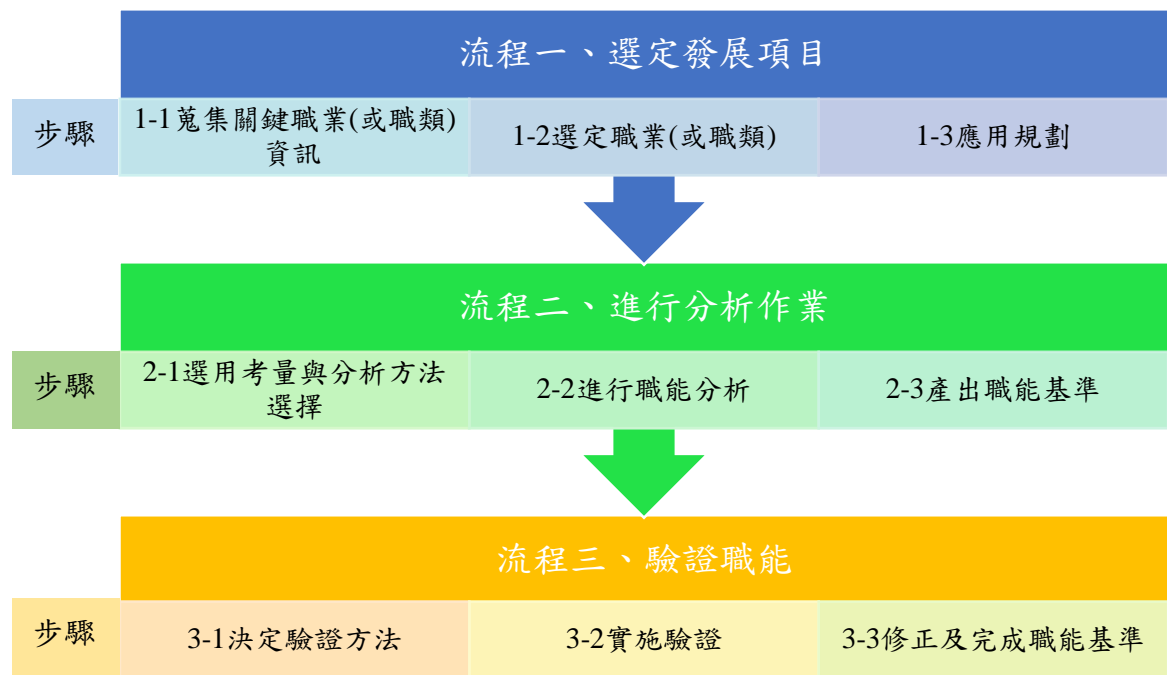 流程一、選定發展項目
步驟
1-1蒐集關鍵職業(或職類)
資訊
1-2選定職業(或職類)
1-3應用規劃
流程二、進行分析作業
步驟
2-1選用考量與分析方法
選擇
2-2進行職能分析
2-3產出職能基準
流程三、驗證職能
步驟
3-1決定驗證方法
3-2實施驗證
3-3修正及完成職能基準